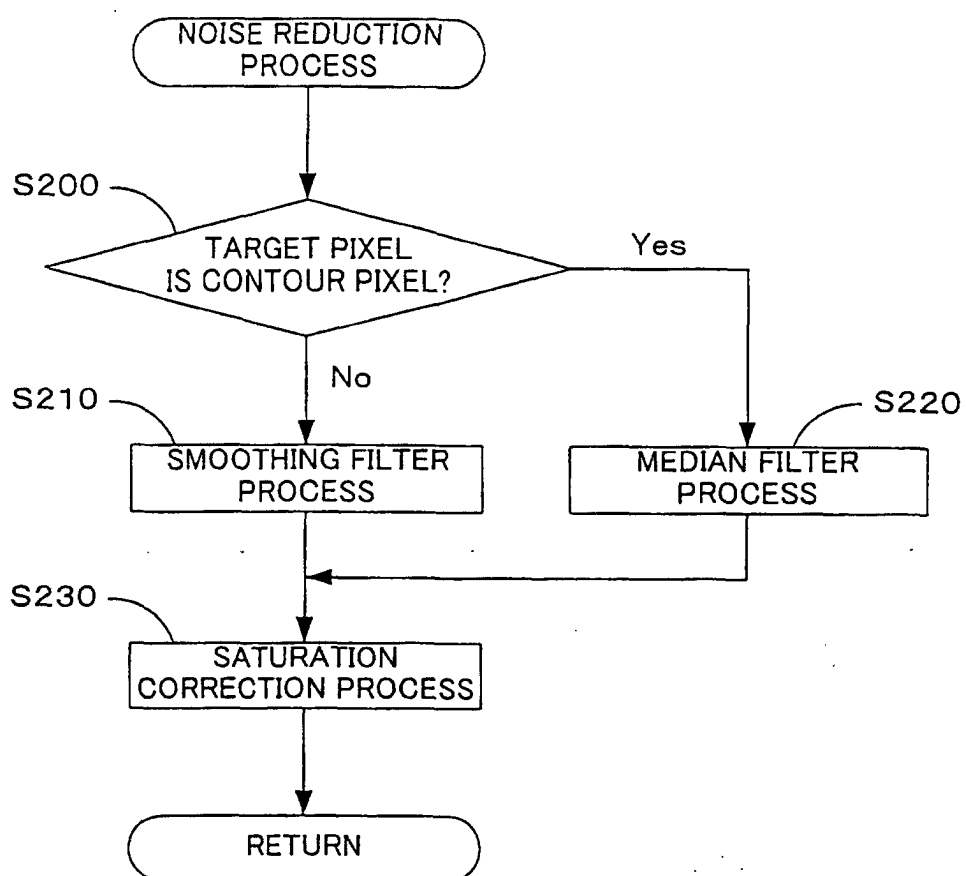 NOISE REDUCTION
PROCESS
S200
TARGET PIXEL
IS CONTOUR PIXEL?
Yes
No
S210
SMOOTHING FILTER
PROCESS
S220
MEDIAN FILTER
PROCESS
S230
SATURATION
CORRECTION PROCESS
RETURN